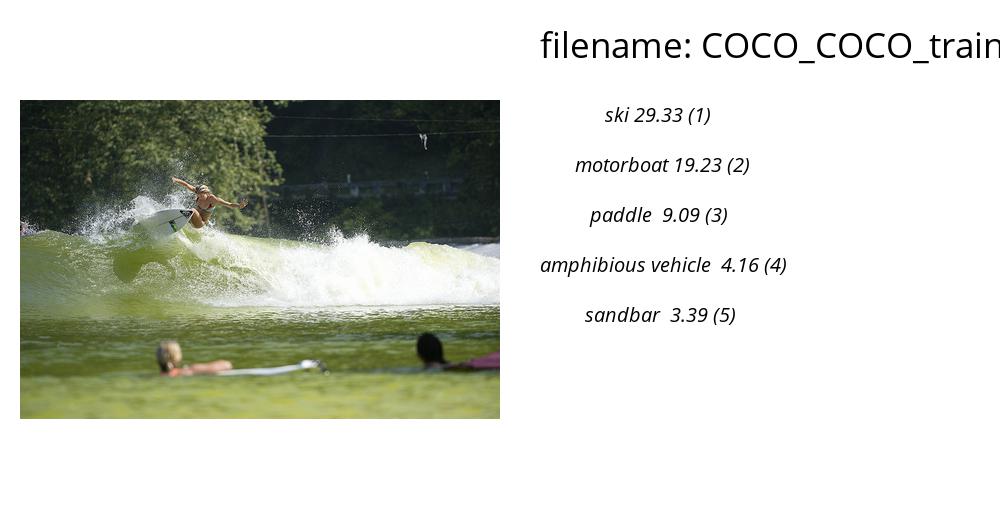 filename: COCO_COCO_train
ski 29.33 (1)
motorboat 19.23 (2)
paddle 9.09 (3)
amphibious vehicle 4.16 (4)
sandbar 3.39 (5)